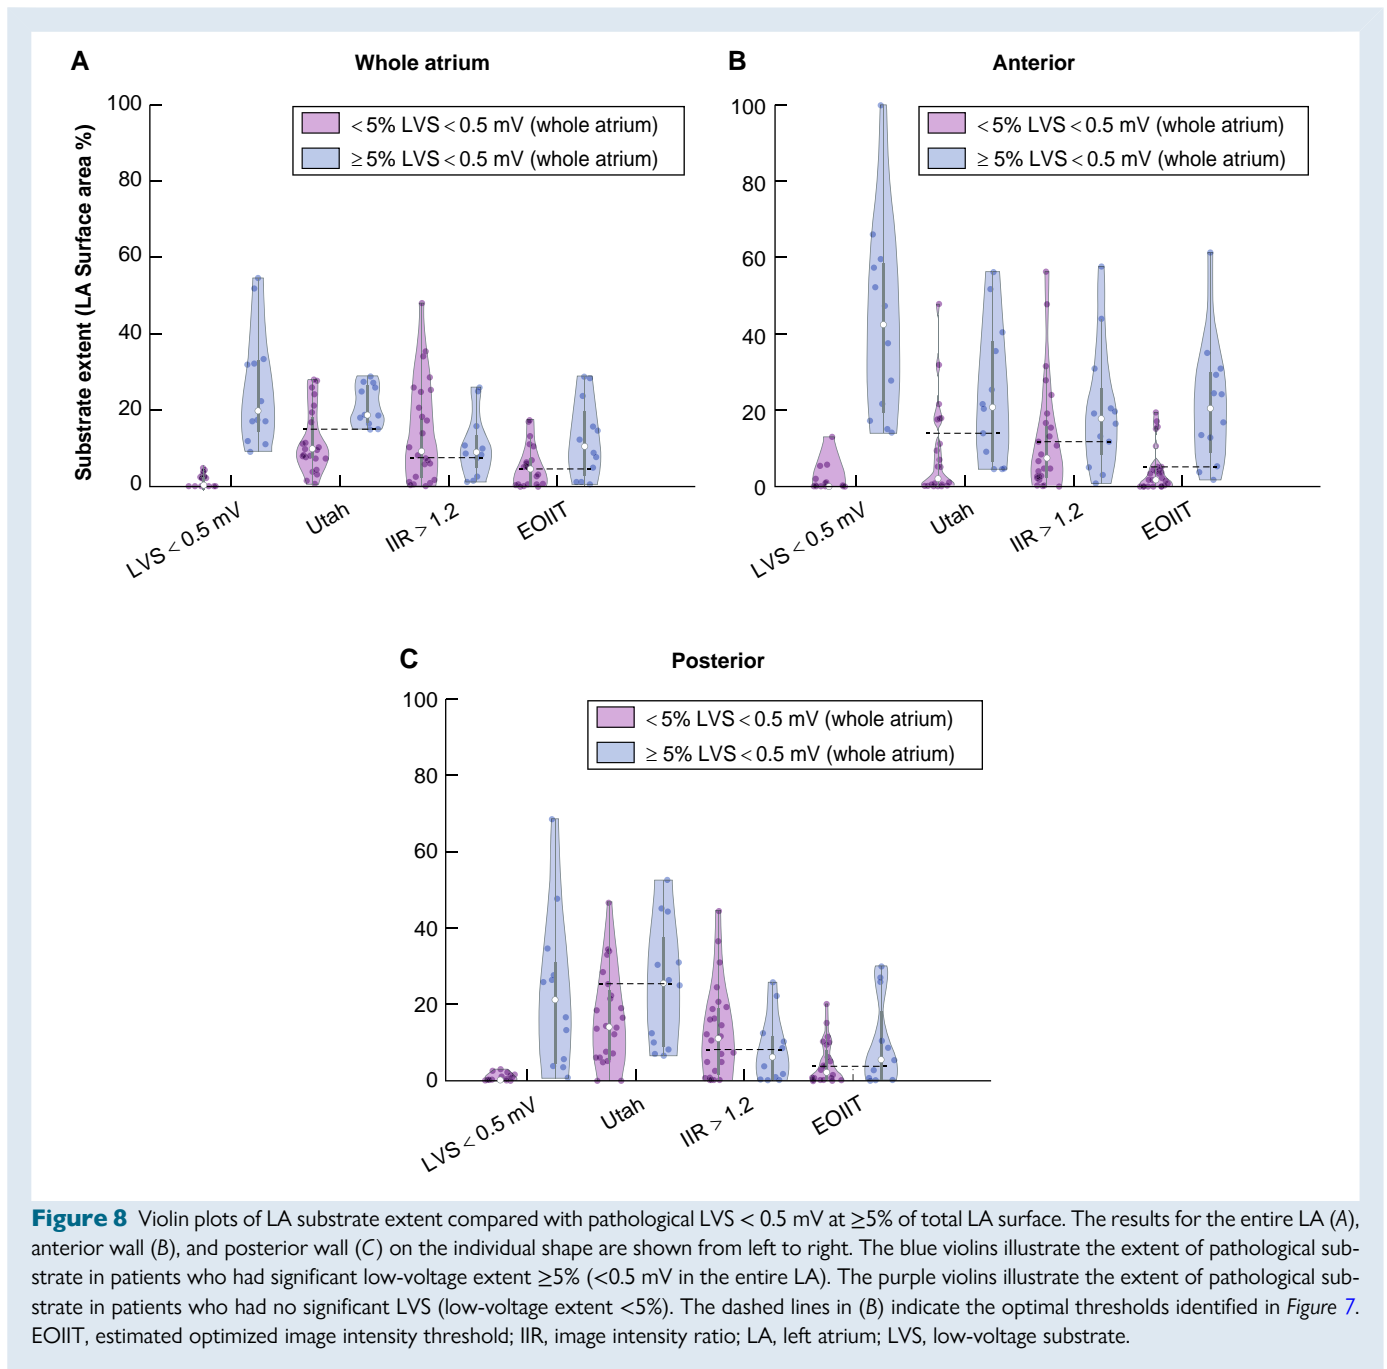 A
Whole atrium
Substrate extent (LA Surface area %)
100
80
60
40
20
0
< 5% LVS < 0.5 mV (whole atrium)
≥ 5% LVS < 0.5 mV (whole atrium)
LVS < 0.5 mV
Utah
IIR > 1.2
EOIIT
B
Anterior
100
80
60
40
20
0
< 5% LVS < 0.5 mV (whole atrium)
≥ 5% LVS < 0.5 mV (whole atrium)
LVS < 0.5 mV
Utah
IIR > 1.2
EOIIT
C
Posterior
100
80
60
40
20
0
< 5% LVS < 0.5 mV (whole atrium)
≥ 5% LVS < 0.5 mV (whole atrium)
LVS < 0.5 mV
Utah
IIR > 1.2
EOIIT
Figure 8 Violin plots of LA substrate extent compared with pathological LVS < 0.5 mV at ≥5% of total LA surface. The results for the entire LA (A),
anterior wall (B), and posterior wall (C) on the individual shape are shown from left to right. The blue violins illustrate the extent of pathological sub-
strate in patients who had significant low-voltage extent ≥5% (<0.5 mV in the entire LA). The purple violins illustrate the extent of pathological sub-
strate in patients who had no significant LVS (low-voltage extent <5%). The dashed lines in (B) indicate the optimal thresholds identified in Figure 7.
EOIIT, estimated optimized image intensity threshold; IIR, image intensity ratio; LA, left atrium; LVS, low-voltage substrate.